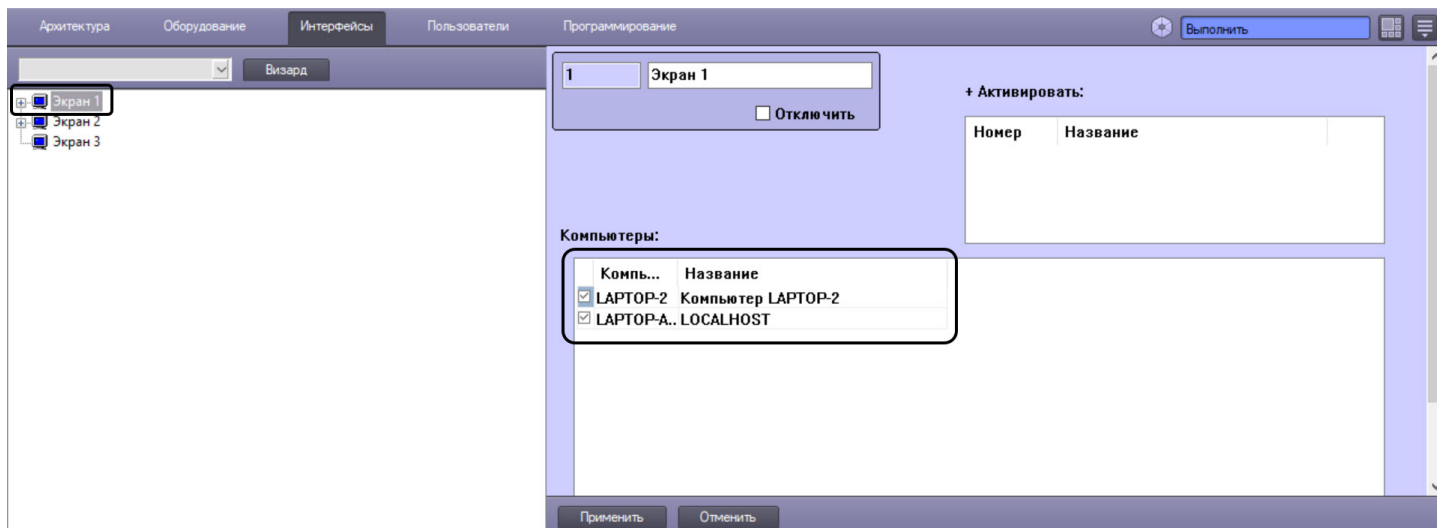 Архитектура Оборудование Интерфейсы Пользователи Программирование Выполнить
Визард
Экран 1
Экран 2
Экран 3
1 Экран 1
Отключить
+ Активировать:
Номер Название
Компьютеры:
Компь... Название
LAPTOP-2 Компьютер LAPTOP-2
LAPTOP-A.. LOCALHOST
Применить Отменить